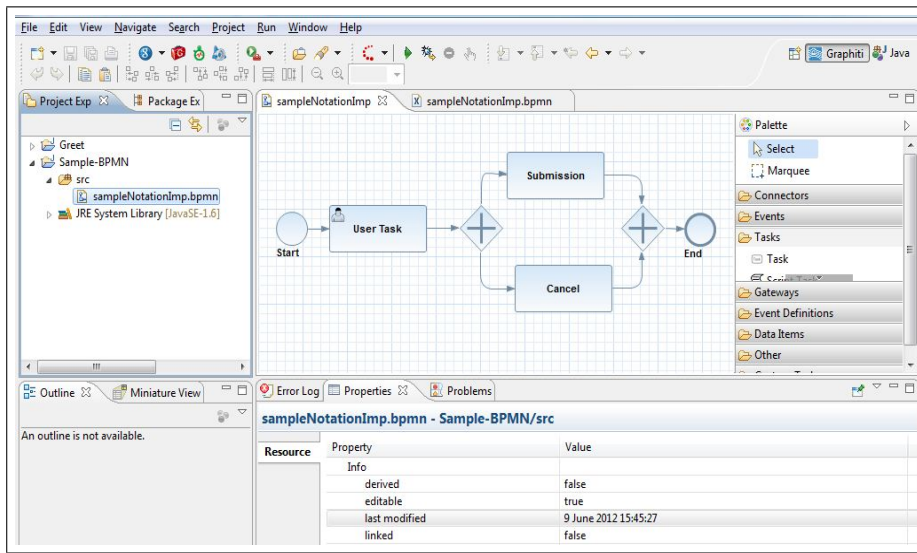 File Edit View Navigate Search Project Run Window Help
Graphiti Java
Project Exp Package Ex
Greet
Sample-BPMN
src
sampleNotationImp.bpmn
JRE System Library [JavaSE-1.6]
sampleNotationImp sampleNotationImp.bpmn
Start
User Task
Submission
Cancel
End
Palette
Select
Marquee
Connectors
Events
Tasks
Task
Gateways
Event Definitions
Data Items
Other
Outline Miniature View
An outline is not available.
Error Log Properties Problems
sampleNotationImp.bpmn - Sample-BPMN/src
Resource
Property Value
Info
derived false
editable true
last modified 9 June 2012 15:45:27
linked false